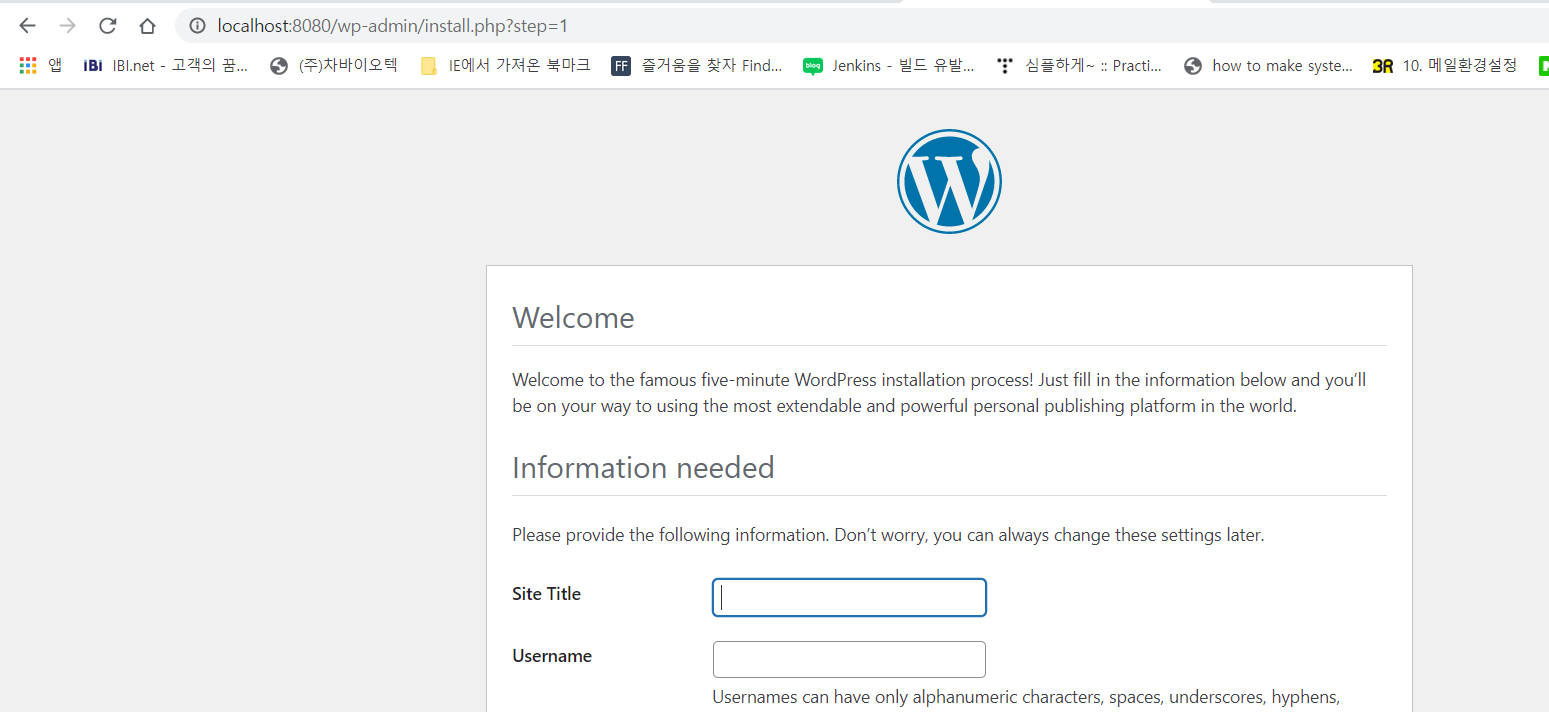 localhost:8080/wp-admin/install.php?step=1
앱 IBI IBI.net - 고객의 꿈... (주)차바이오텍 IE에서 가져온 북마크 FF 즐거움을 찾자 Find... blog Jenkins - 빌드 유발... 심플하게~ :: Practi... how to make syste... 3R 10. 메일환경설정
W
Welcome
Welcome to the famous five-minute WordPress installation process! Just fill in the information below and you’ll
be on your way to using the most extendable and powerful personal publishing platform in the world.
Information needed
Please provide the following information. Don’t worry, you can always change these settings later.
Site Title
Username
Usernames can have only alphanumeric characters, spaces, underscores, hyphens,